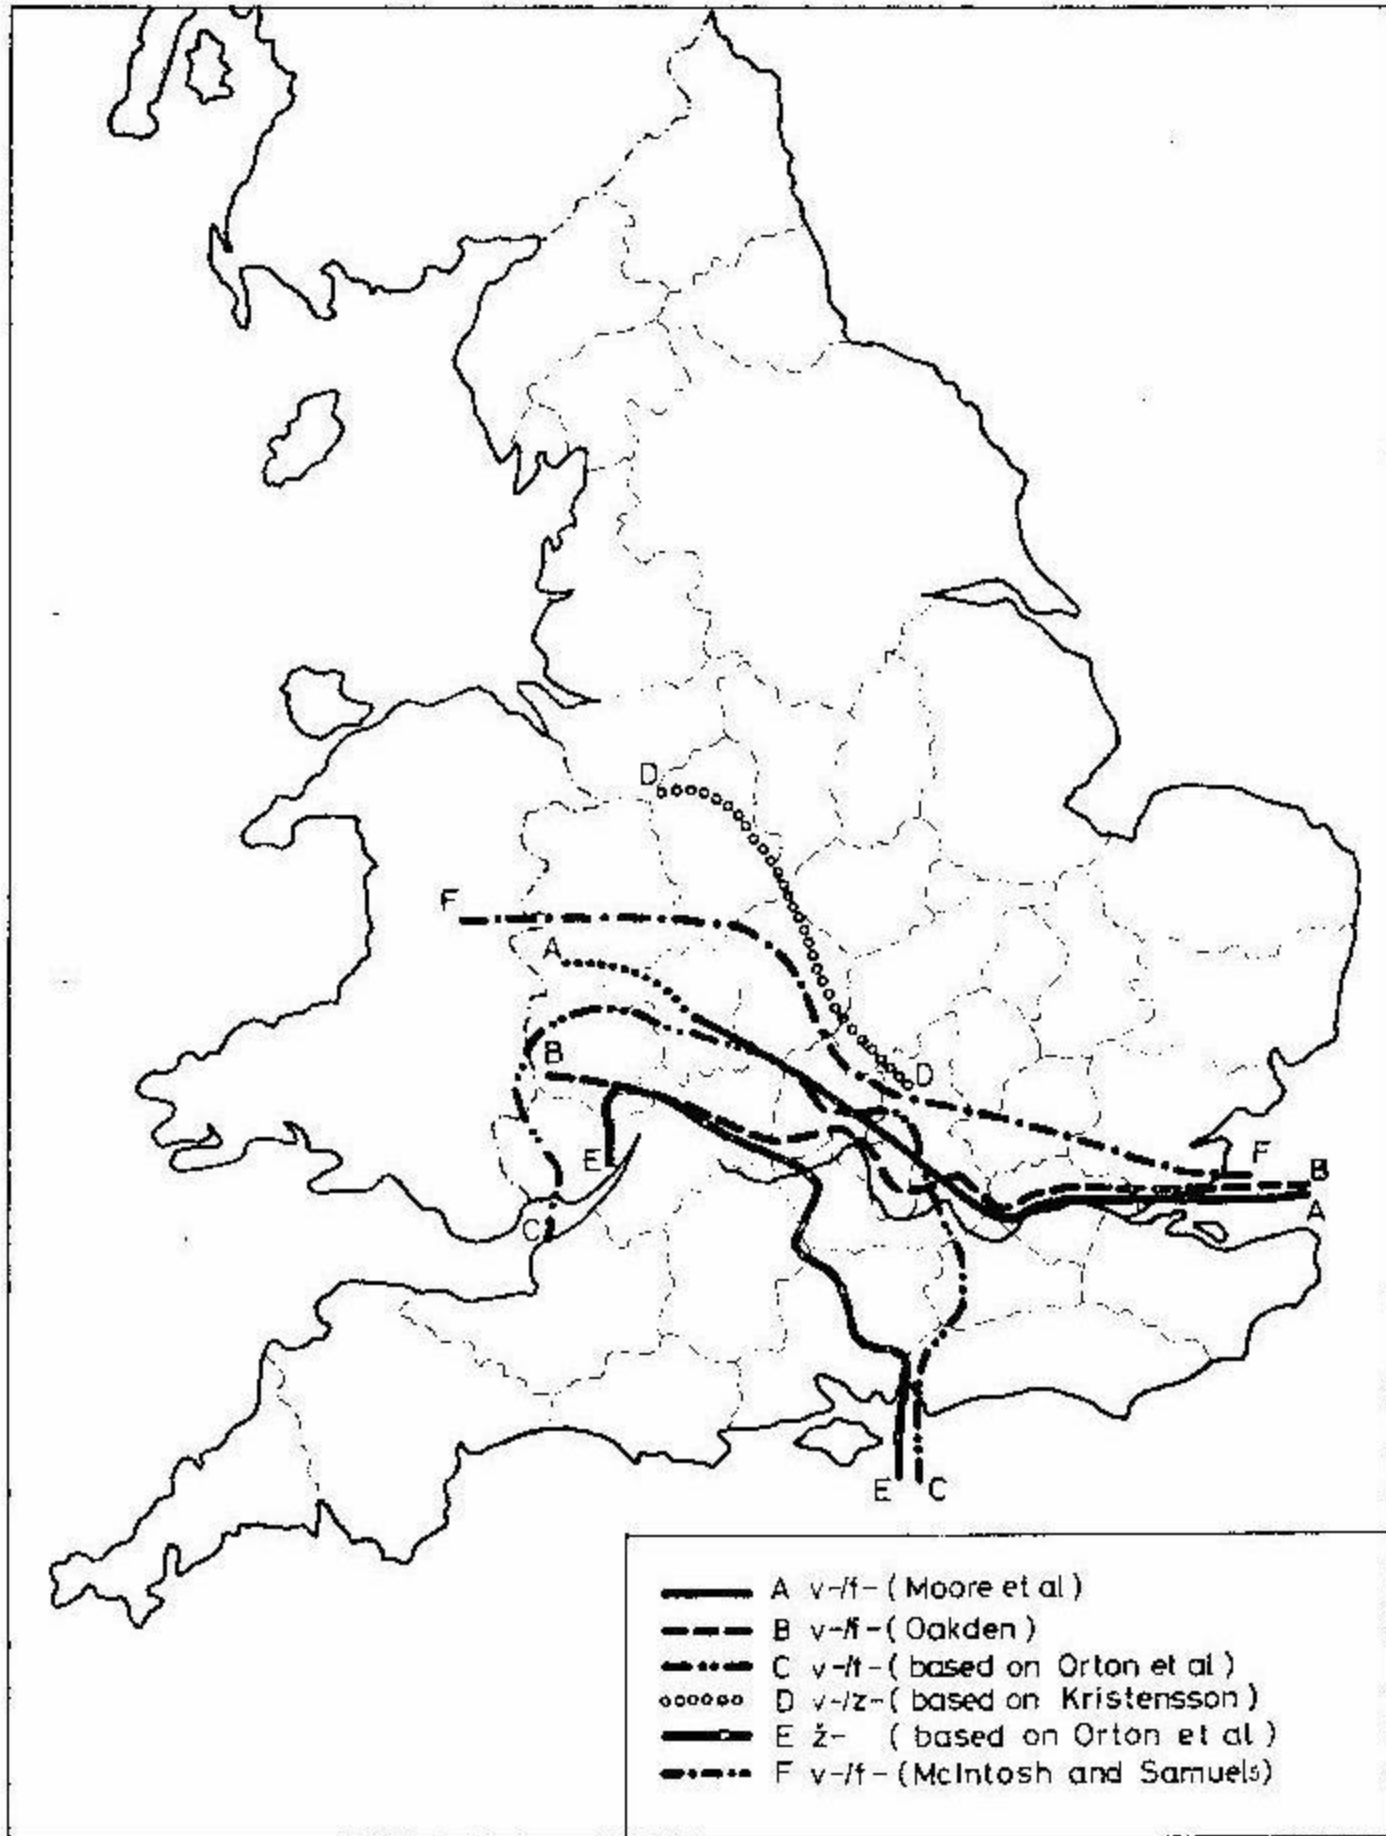 D
F
A
B
D
E
F
B
A
C
E C
A v-/f- (Moore et al)
B v-/f- (Oakden)
C v-/f- (based on Orton et al)
D v-/z- (based on Kristensson)
E ž- (based on Orton et al)
F v-/f- (McIntosh and Samuels)